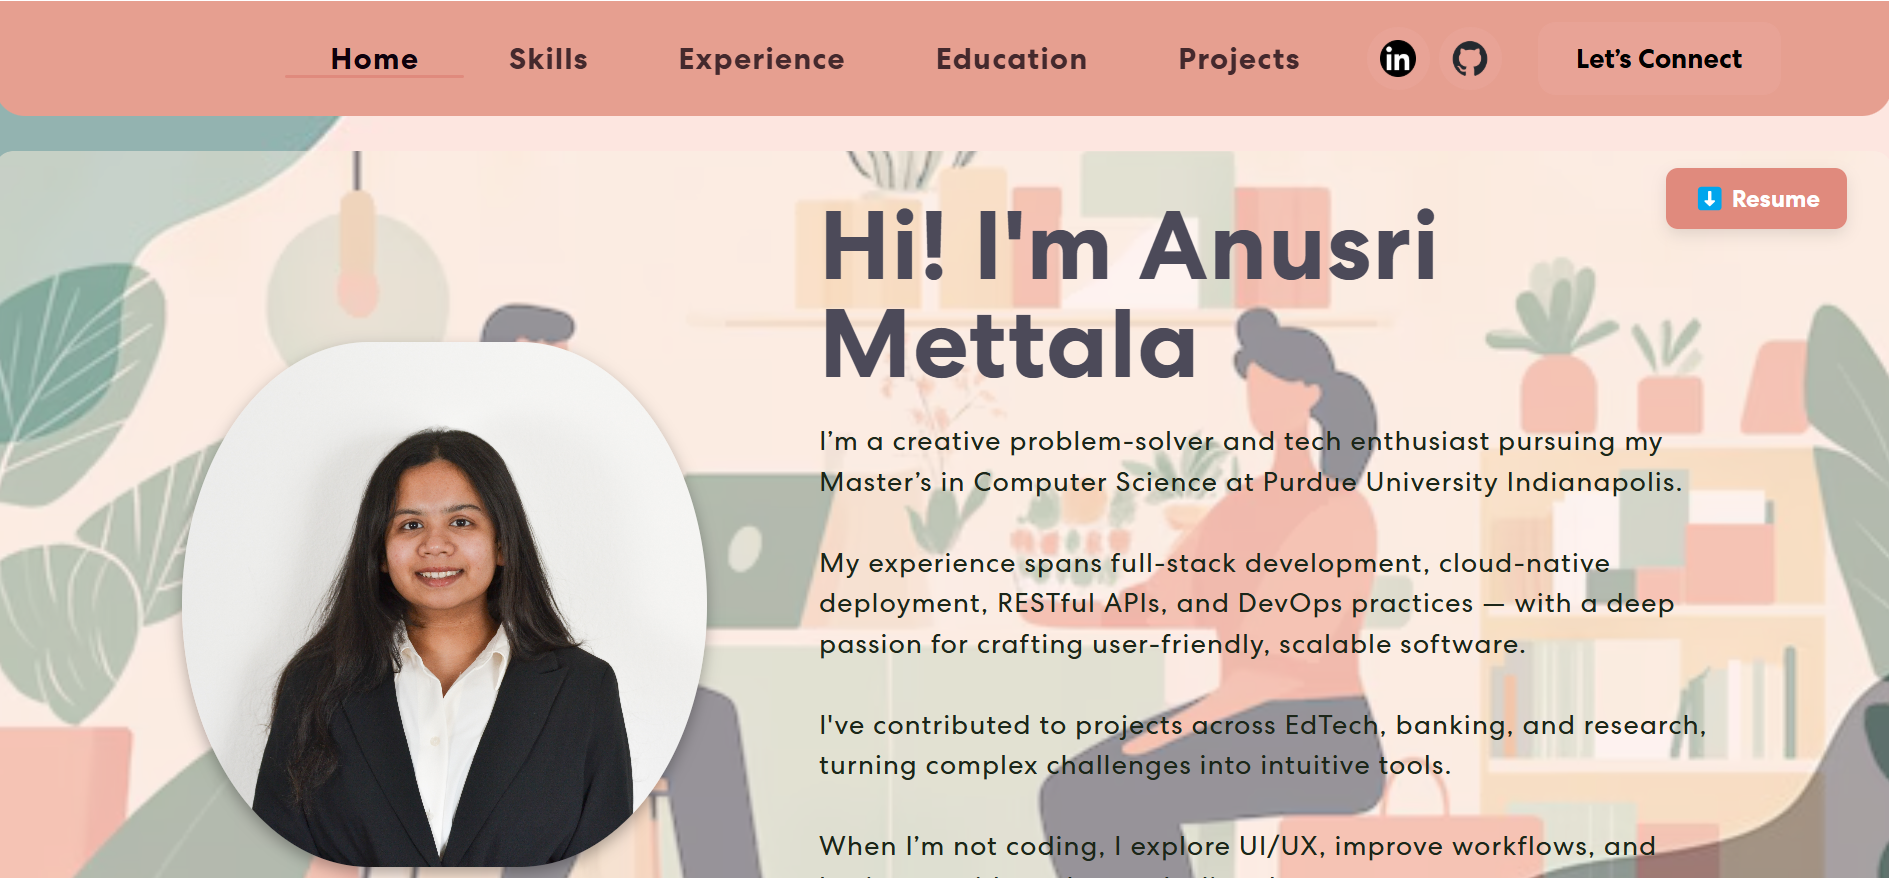 Home Skills Experience Education Projects in Let’s Connect
Resume
Hi! I'm Anusri
Mettala
I’m a creative problem-solver and tech enthusiast pursuing my
Master’s in Computer Science at Purdue University Indianapolis.
My experience spans full-stack development, cloud-native
deployment, RESTful APIs, and DevOps practices — with a deep
passion for crafting user-friendly, scalable software.
I've contributed to projects across EdTech, banking, and research,
turning complex challenges into intuitive tools.
When I’m not coding, I explore UI/UX, improve workflows, and